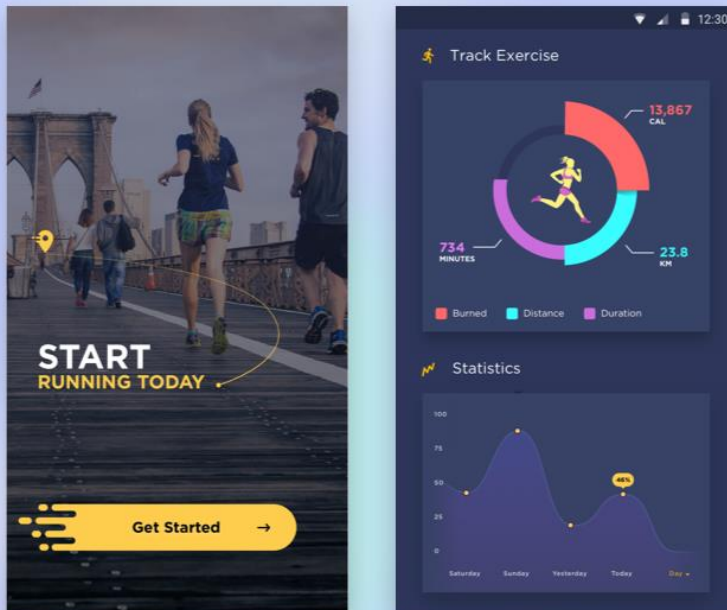 START
RUNNING TODAY
Get Started →
12:30
Track Exercise
13,867
CAL
734
MINUTES
23.8
KM
Burned Distance Duration
Statistics
100
75
50
46%
25
0
Saturday Sunday Yesterday Today Day